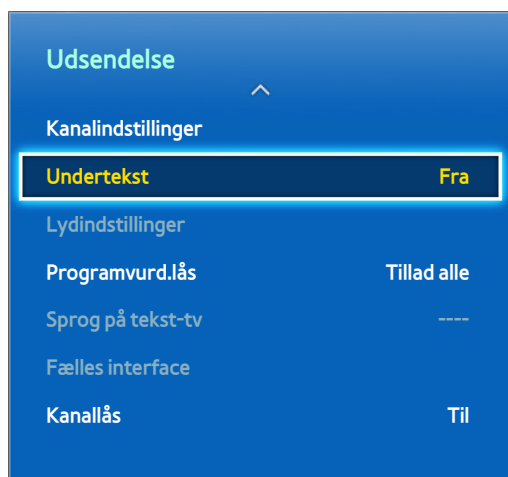 Udsendelse
Kanalindstillinger
Undertekst Fra
Lydindstillinger
Programvurd.lås Tillad alle
Sprog på tekst-tv ----
Fælles interface
Kanallås Til